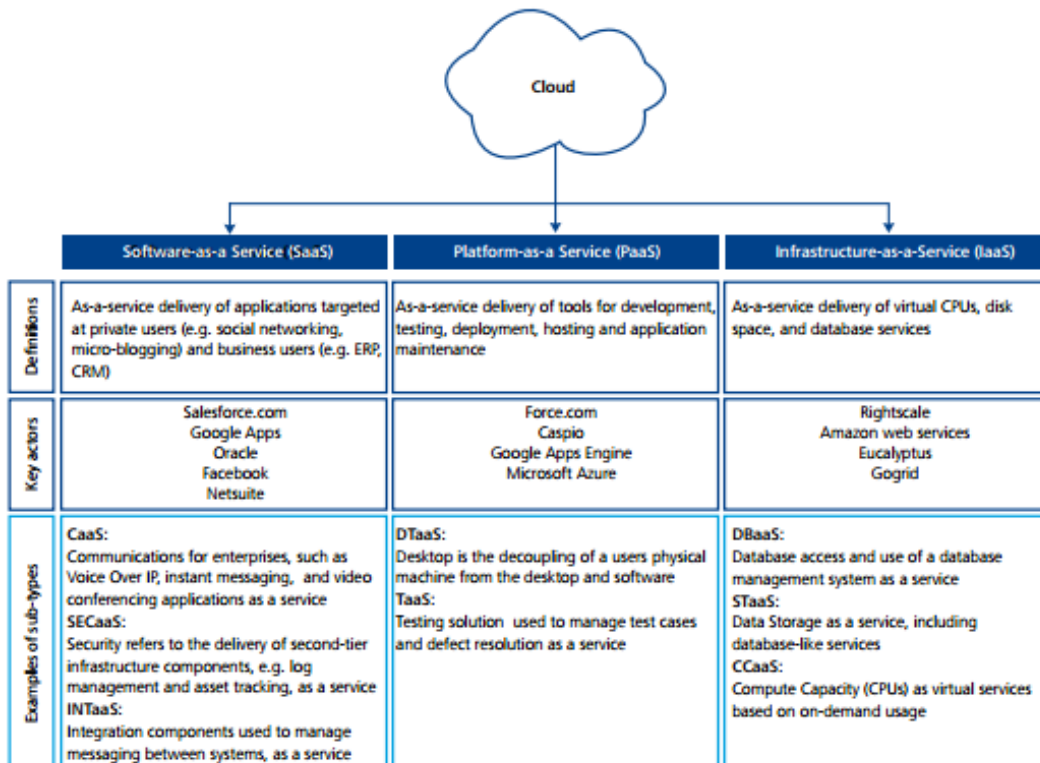 Cloud
Software-as-a Service (SaaS)
Platform-as-a Service (PaaS)
Infrastructure-as-a-Service (IaaS)
Definitions
As-a-service delivery of applications targeted
at private users (e.g. social networking,
micro-blogging) and business users (e.g. ERP,
CRM)
As-a-service delivery of tools for development,
testing, deployment, hosting and application
maintenance
As-a-service delivery of virtual CPUs, disk
space, and database services
Key actors
Salesforce.com
Google Apps
Oracle
Facebook
Netsuite
Force.com
Caspio
Google Apps Engine
Microsoft Azure
Rightscale
Amazon web services
Eucalyptus
Gogrid
Examples of sub-types
CaaS:
Communications for enterprises, such as
Voice Over IP, instant messaging, and video
conferencing applications as a service
SECaaS:
Security refers to the delivery of second-tier
infrastructure components, e.g. log
management and asset tracking, as a service
INTaaS:
Integration components used to manage
messaging between systems, as a service
DTaaS:
Desktop is the decoupling of a users physical
machine from the desktop and software
TaaS:
Testing solution used to manage test cases
and defect resolution as a service
DBaaS:
Database access and use of a database
management system as a service
STaaS:
Data Storage as a service, including
database-like services
CCaaS:
Compute Capacity (CPUs) as virtual services
based on on-demand usage